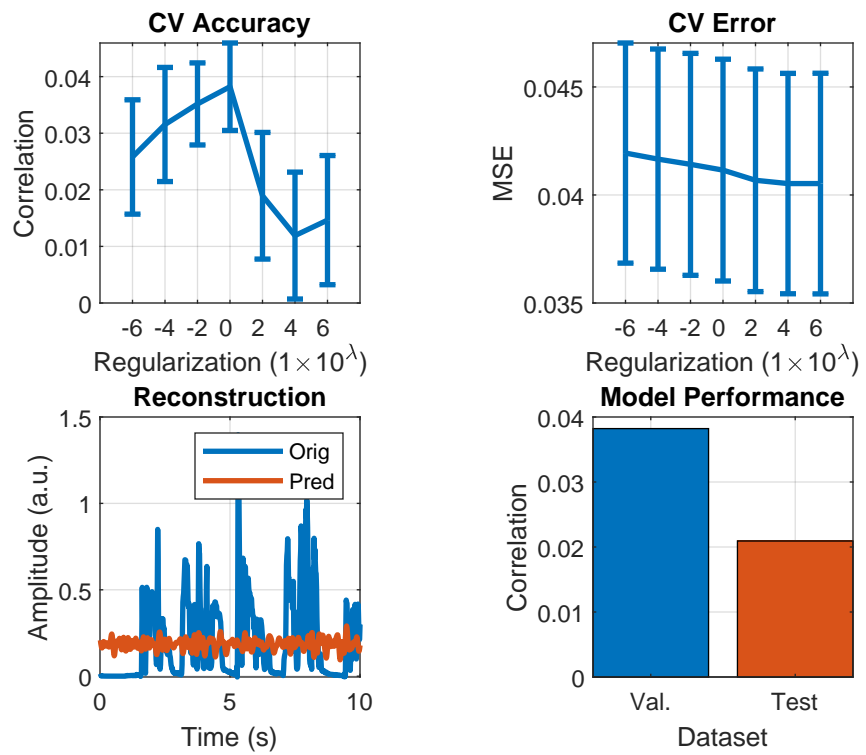 CV Accuracy
0.04
0.03
0.02
0.01
0
Correlation
-6 -4 -2 0 2 4 6
Regularization (1×10^λ)
CV Error
0.045
0.04
0.035
MSE
-6 -4 -2 0 2 4 6
Regularization (1×10^λ)
Reconstruction
1.5
1
0.5
0
Amplitude (a.u.)
Orig
Pred
0 5 10
Time (s)
Model Performance
0.04
0.03
0.02
0.01
0
Correlation
Val. Test
Dataset